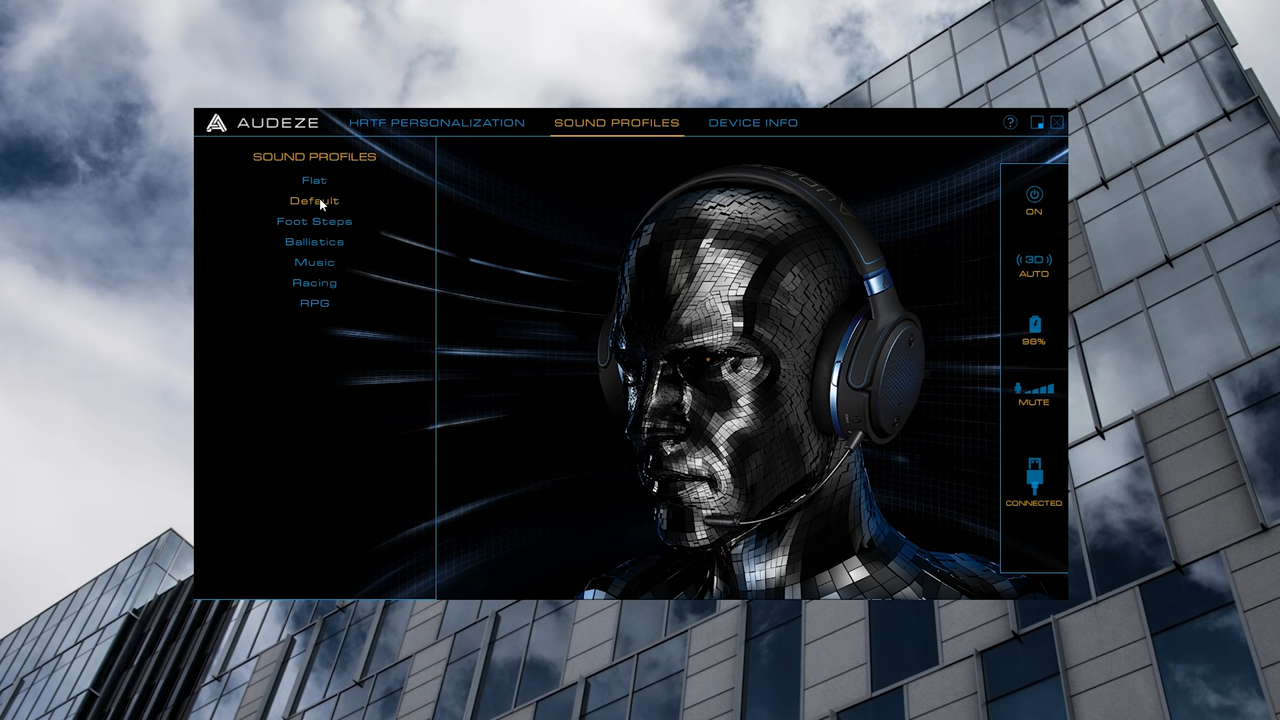 AUDEZE
HRTF PERSONALIZATION
SOUND PROFILES
DEVICE INFO
?
SOUND PROFILES
Flat
Default
Foot Steps
Ballistics
Music
Racing
RPG
AUDEZE
ON
3D
AUTO
98%
MUTE
CONNECTED